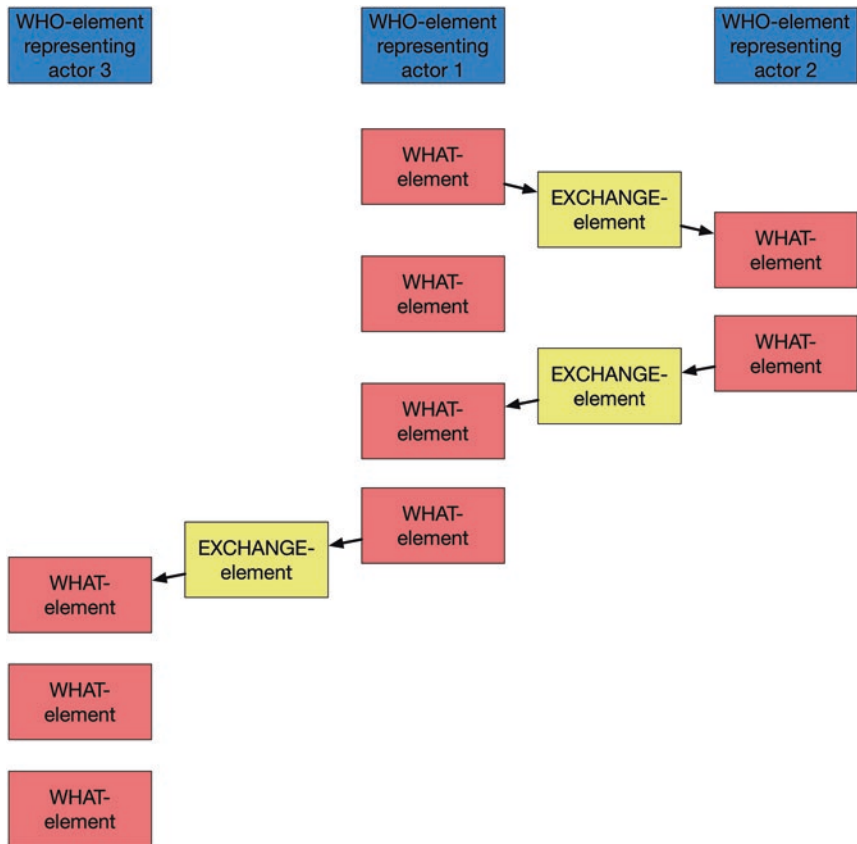 WHO-element
representing
actor 3
WHO-element
representing
actor 1
WHO-element
representing
actor 2
WHAT-
element
EXCHANGE-
element
WHAT-
element
WHAT-
element
WHAT-
element
EXCHANGE-
element
WHAT-
element
WHAT-
element
EXCHANGE-
element
WHAT-
element
WHAT-
element
WHAT-
element